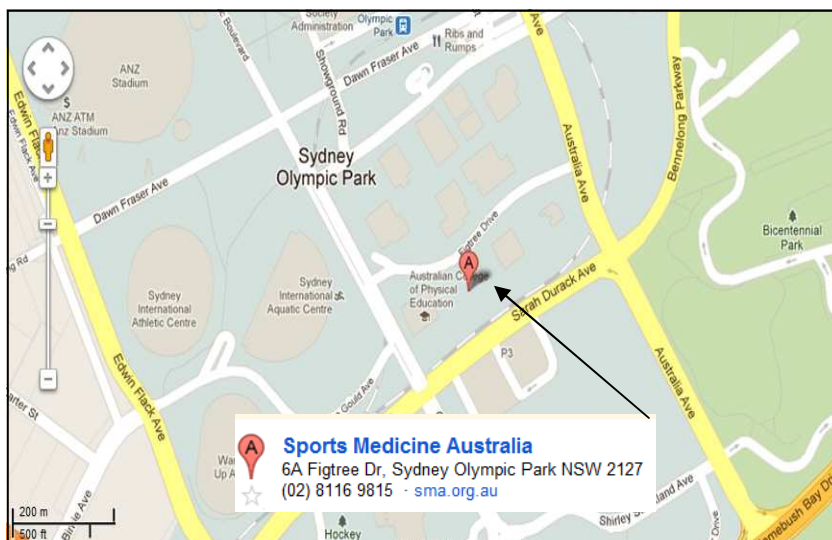 Society
Administration
Olympic
Park
Ribs and
Rumps
Boulevard
ANZ
Stadium
$
ANZ ATM
Anz Stadium
Edwin Flack Ave
Dawn Fraser Ave
Showground Rd
Sydney
Olympic Park
Australia Ave
Bennelong Parkway
Bicentennial
Park
Dawn Fraser Ave
Figtree Drive
A
Australian College
of Physical
Education
Sydney
International
Athletic Centre
Sydney
International
Aquatic Centre
Sarah Durack Ave
P3
Edwin Flack Ave
Gould Ave
Australia Ave
A
Sports Medicine Australia
6A Figtree Dr, Sydney Olympic Park NSW 2127
(02) 8116 9815 · sma.org.au
200 m
500 ft
Hockey